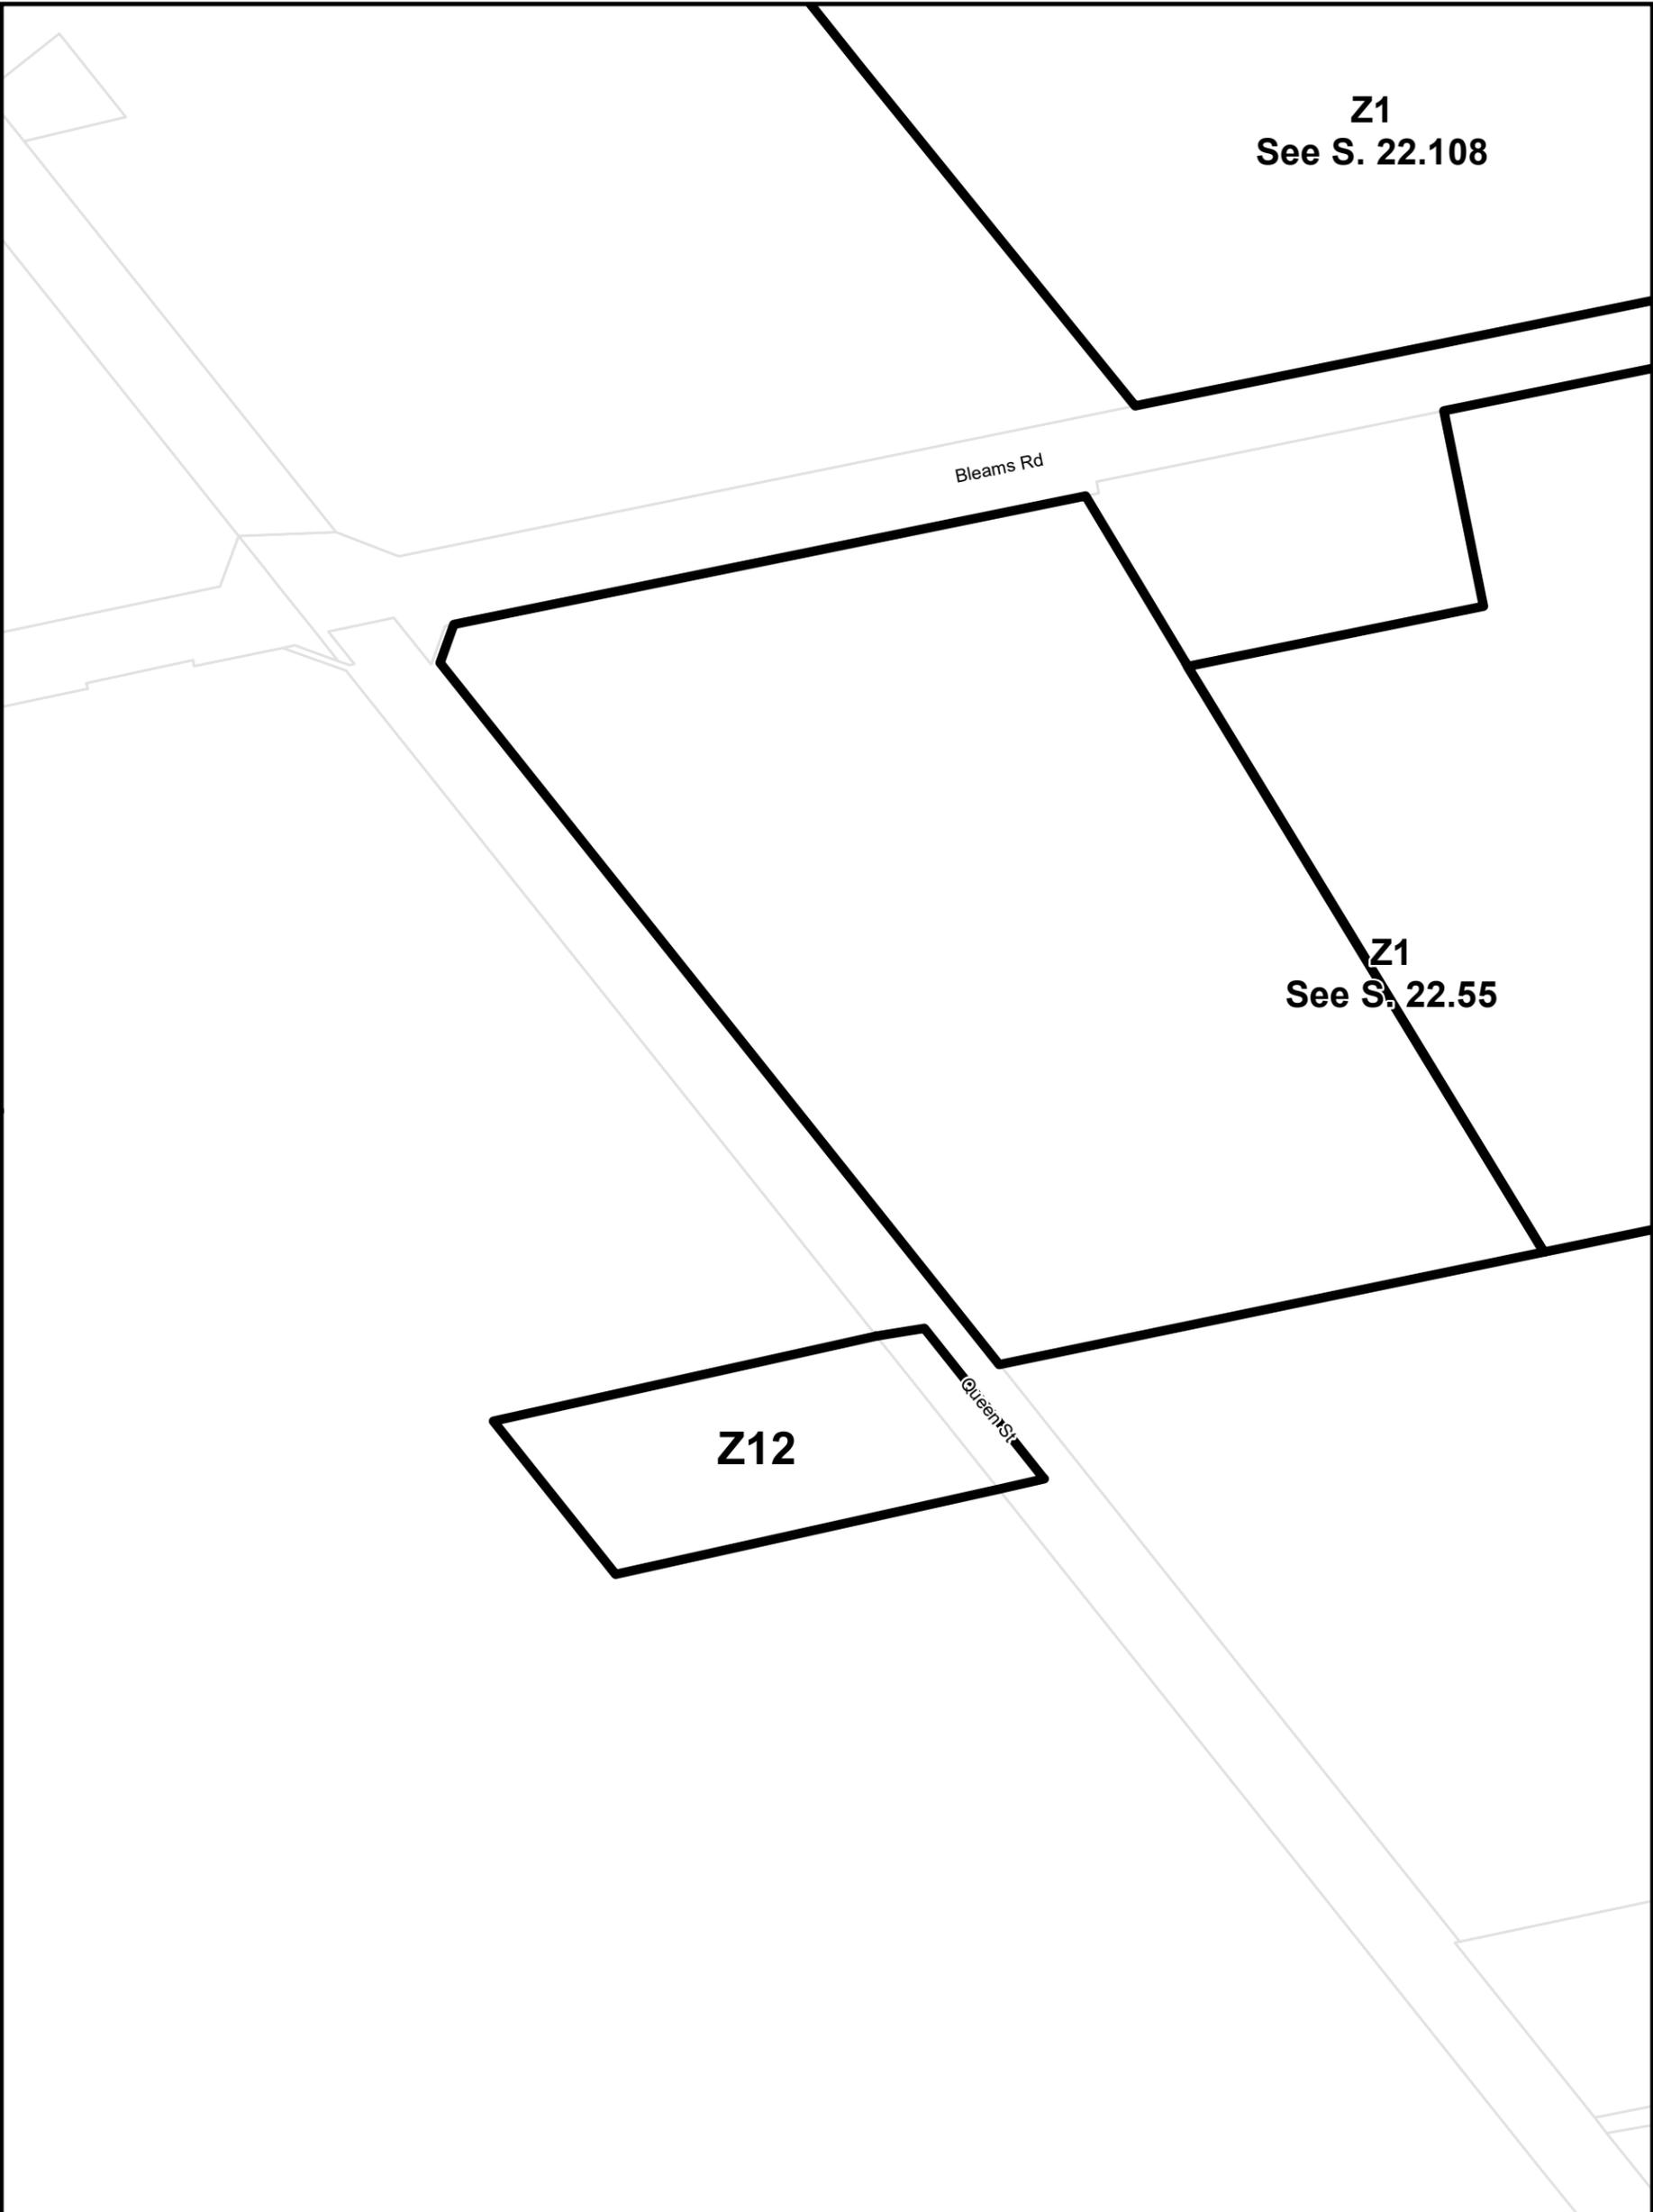 Z1
See S. 22.108
Bleams Rd
Z1
See S. 22.55
Queen St
Z12